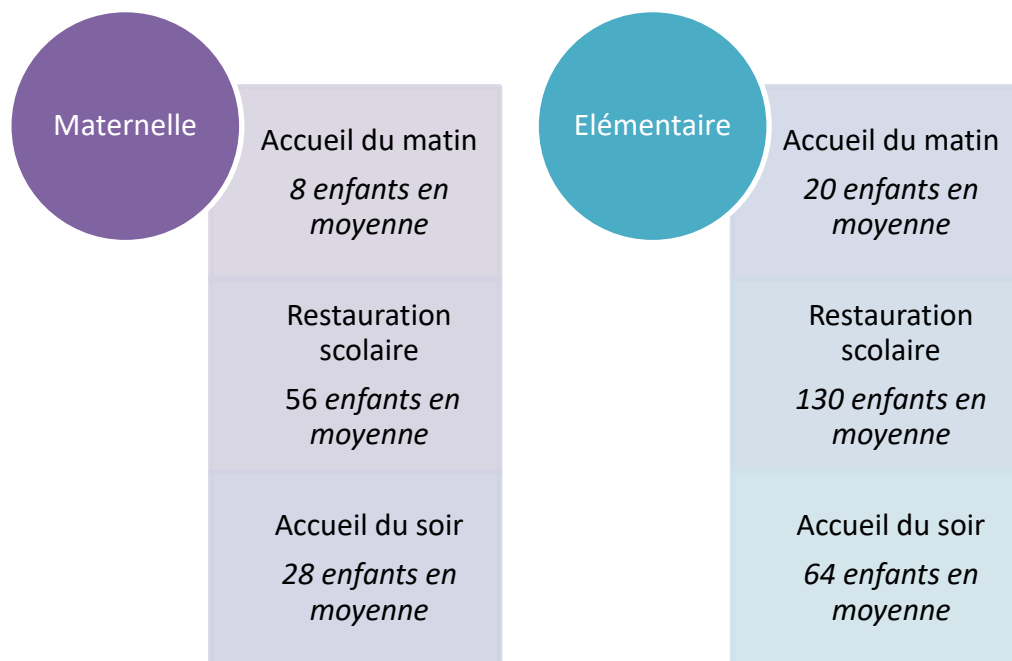 Maternelle
Accueil du matin
8 enfants en
moyenne
Restauration
scolaire
56 enfants en
moyenne
Accueil du soir
28 enfants en
moyenne
Elémentaire
Accueil du matin
20 enfants en
moyenne
Restauration
scolaire
130 enfants en
moyenne
Accueil du soir
64 enfants en
moyenne